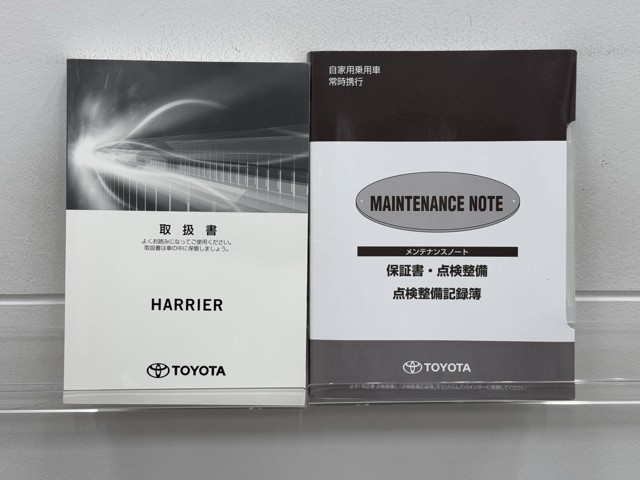 取扱書
よくお読みになってご使用ください。
取扱書は車の中に保管しましょう。
HARRIER
TOYOTA
自家用乗用車
常時携行
MAINTENANCE NOTE
メンテナンスノート
保証書・点検整備
点検整備記録簿
TOYOTA